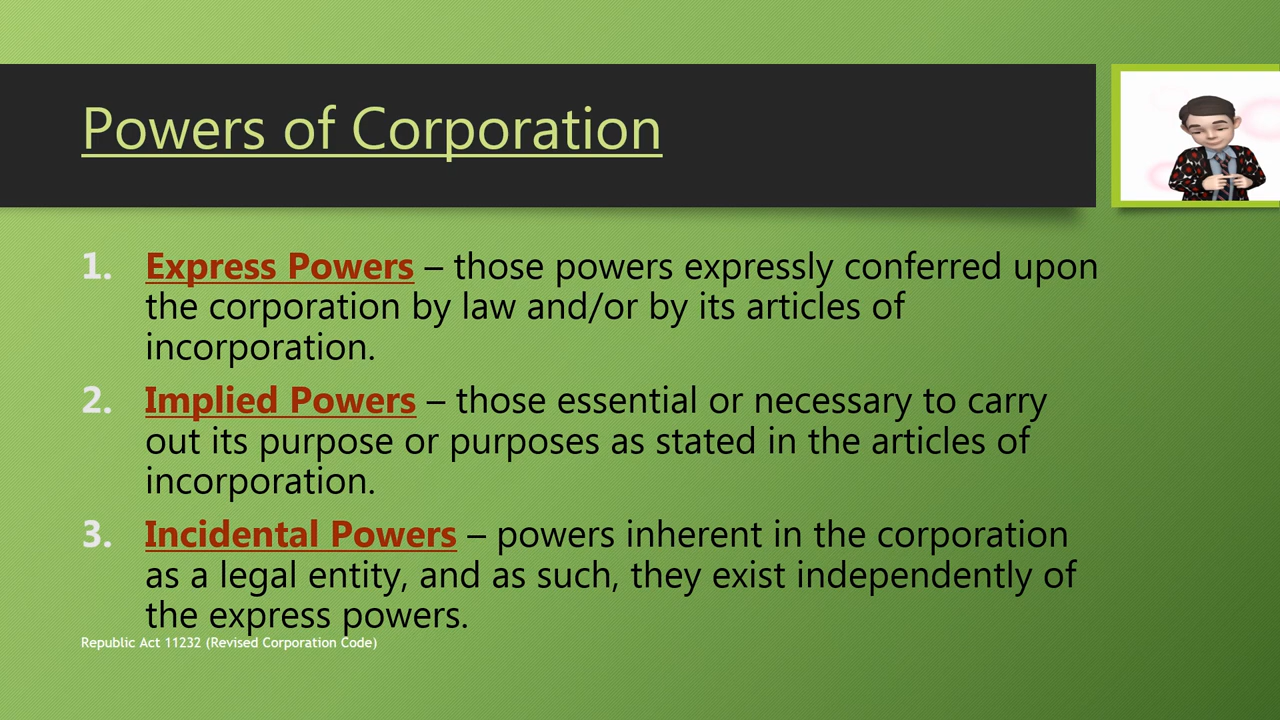 Powers of Corporation
1. Express Powers – those powers expressly conferred upon
the corporation by law and/or by its articles of
incorporation.
2. Implied Powers – those essential or necessary to carry
out its purpose or purposes as stated in the articles of
incorporation.
3. Incidental Powers – powers inherent in the corporation
as a legal entity, and as such, they exist independently of
the express powers.
Republic Act 11232 (Revised Corporation Code)